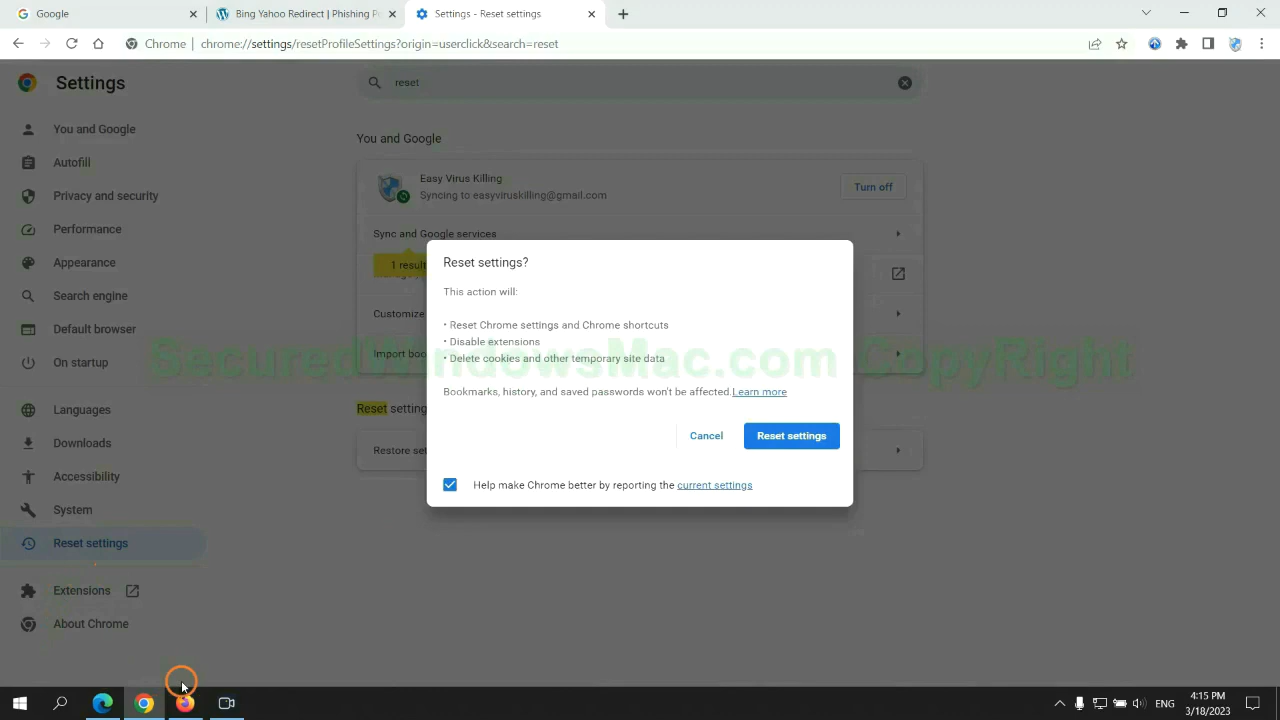 Google
Bing Yahoo Redirect | Phishing P
Settings - Reset settings
Chrome
chrome://settings/resetProfileSettings?origin=userclick&search=reset
Settings
reset
You and Google
Autofill
Privacy and security
Performance
Appearance
Search engine
Default browser
On startup
Languages
Downloads
Accessibility
System
Reset settings
Extensions
About Chrome
You and Google
Easy Virus Killing
Syncing to easyviruskilling@gmail.com
Turn off
Sync and Google services
1 result
Customize
Import boo
Reset setting
Restore set
Reset settings?
This action will:
• Reset Chrome settings and Chrome shortcuts
• Disable extensions
• Delete cookies and other temporary site data
Bookmarks, history, and saved passwords won't be affected. Learn more
Cancel
Reset settings
Help make Chrome better by reporting the current settings
SecuredWindowsMac.com CopyRight
ENG
4:15 PM
3/18/2023